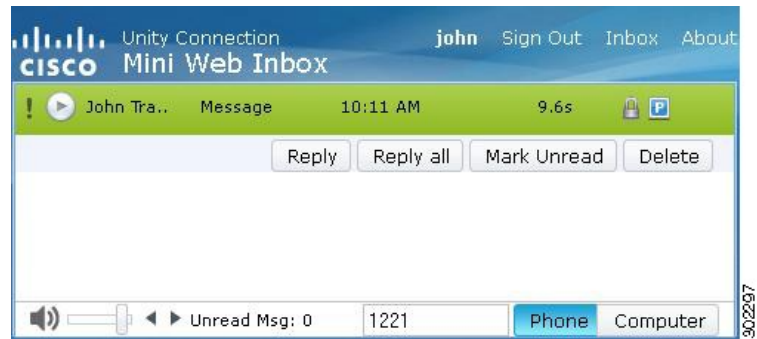 Unity Connection john Sign Out Inbox About
CISCO Mini Web Inbox
! John Tra.. Message 10:11 AM 9.6s P
Reply Reply all Mark Unread Delete
Unread Msg: 0 1221 Phone Computer
302297